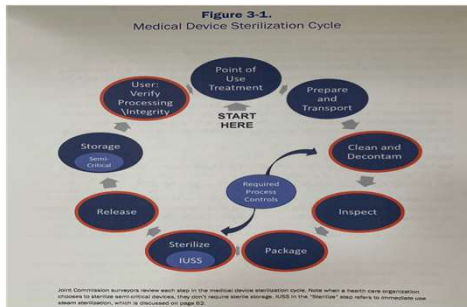 Figure 3-1.
Medical Device Sterilization Cycle
Point of
Use
Treatment
START
HERE
Prepare
and
Transport
Clean and
Decontam
Inspect
Package
Sterilize
IUSS
Release
Storage
Semi-
Critical
User:
Verify
Processing
\Integrity
Required
Process
Controls
Joint Commission surveyors review each step in the medical device sterilization cycle. Note when a health care organization
chooses to sterilize semi-critical devices, they don't require sterile storage. IUSS in the "Sterilize" step refers to immediate use
steam sterilization, which is discussed on page 62.